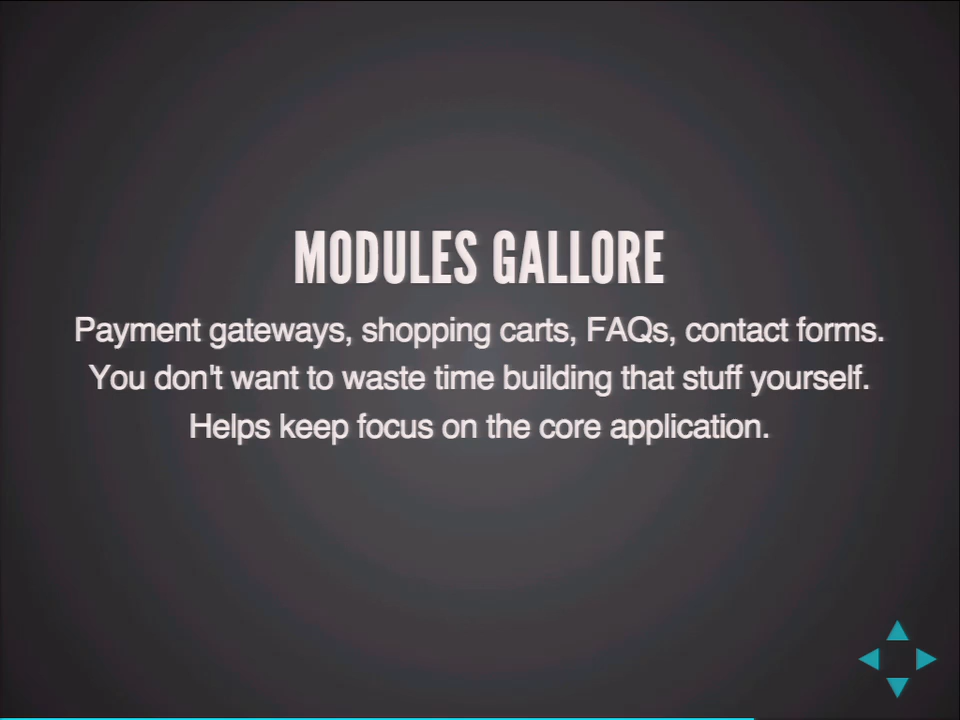 MODULES GALLORE
Payment gateways, shopping carts, FAQs, contact forms.
You don't want to waste time building that stuff yourself.
Helps keep focus on the core application.